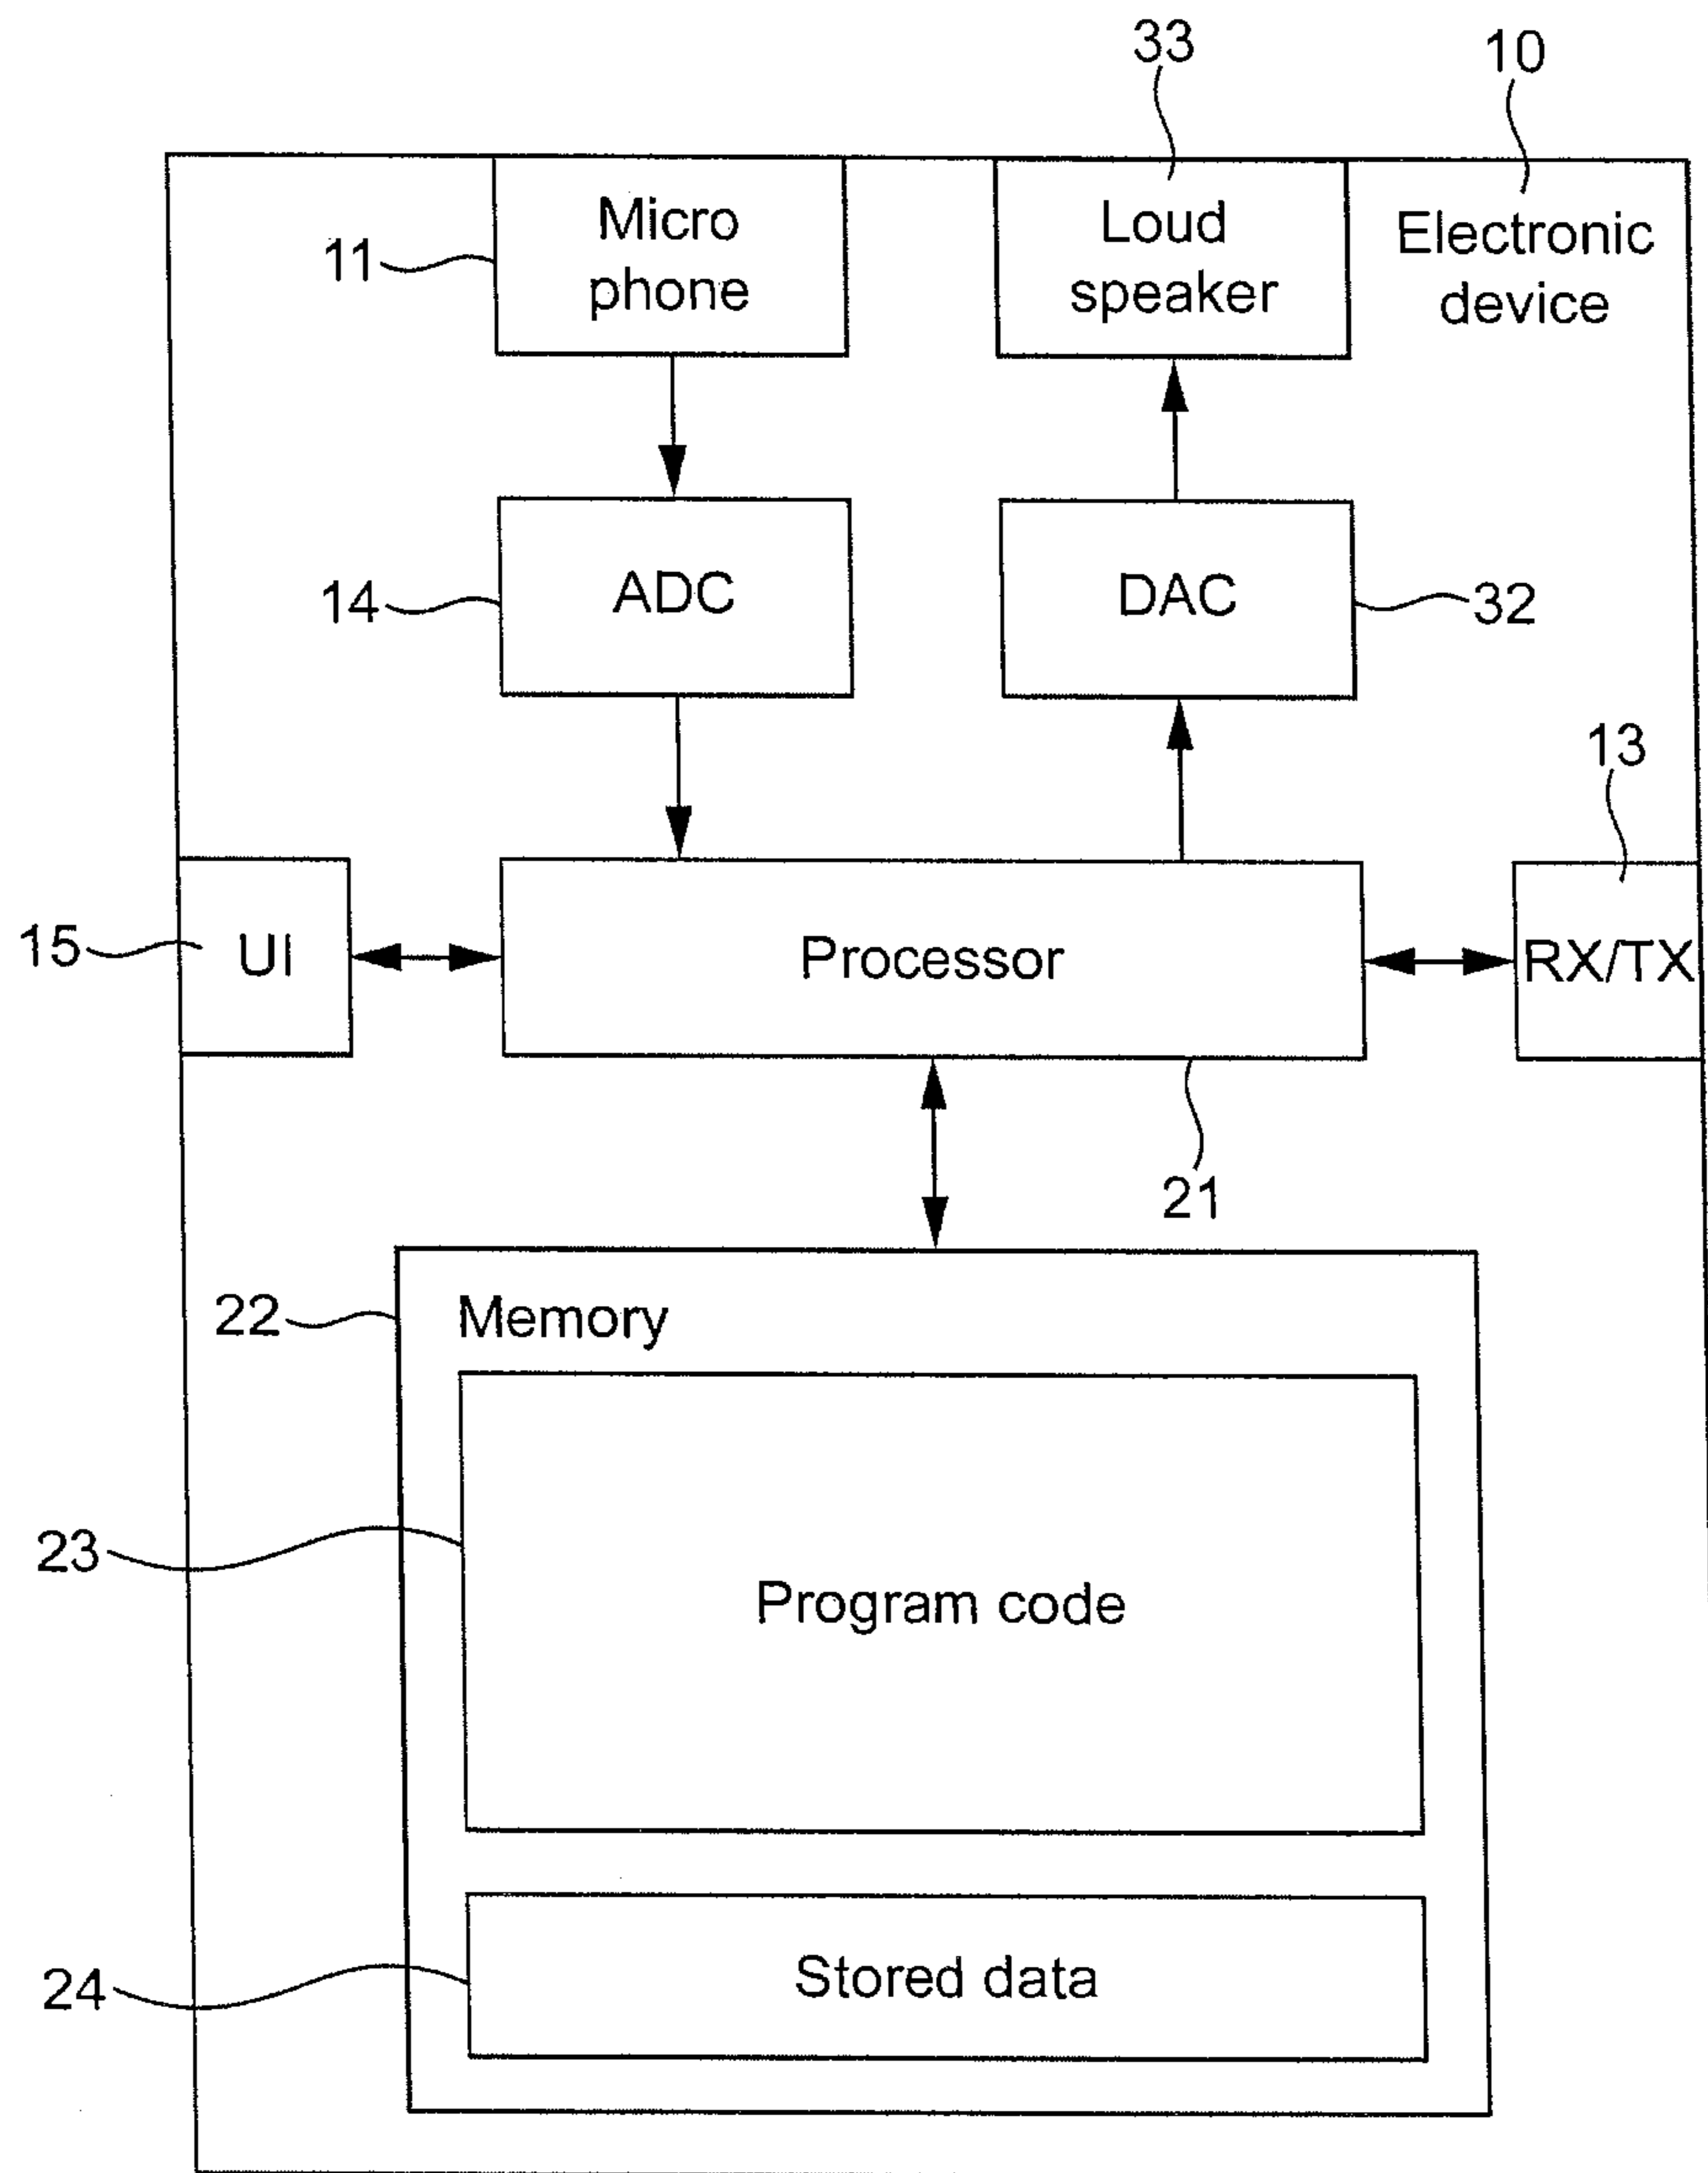 33
10
Micro
phone
Loud
speaker
Electronic
device
11
ADC
DAC
14
32
13
UI
15
Processor
RX/TX
21
22
Memory
23
Program code
24
Stored data